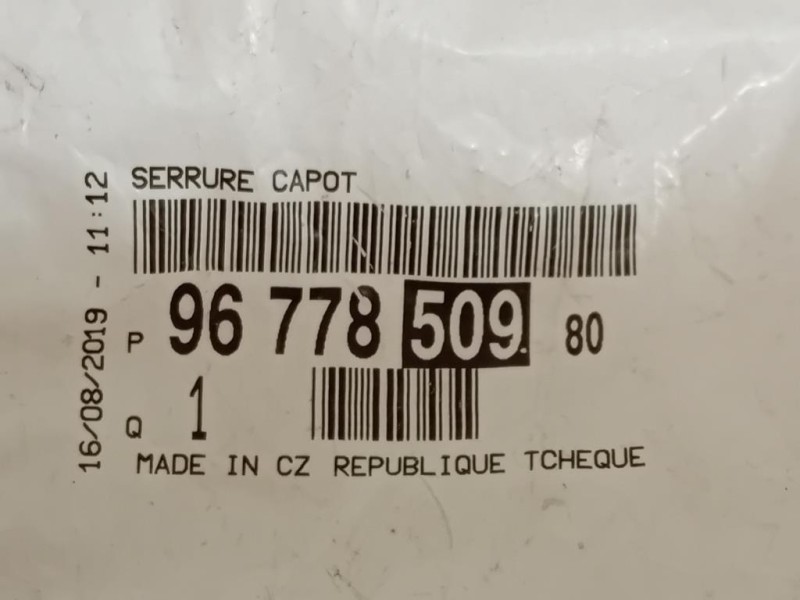 SERRURE CAPOT
P 96 778 509 80
Q 1
MADE IN CZ REPUBLIQUE TCHEQUE
16/08/2019 - 11:12